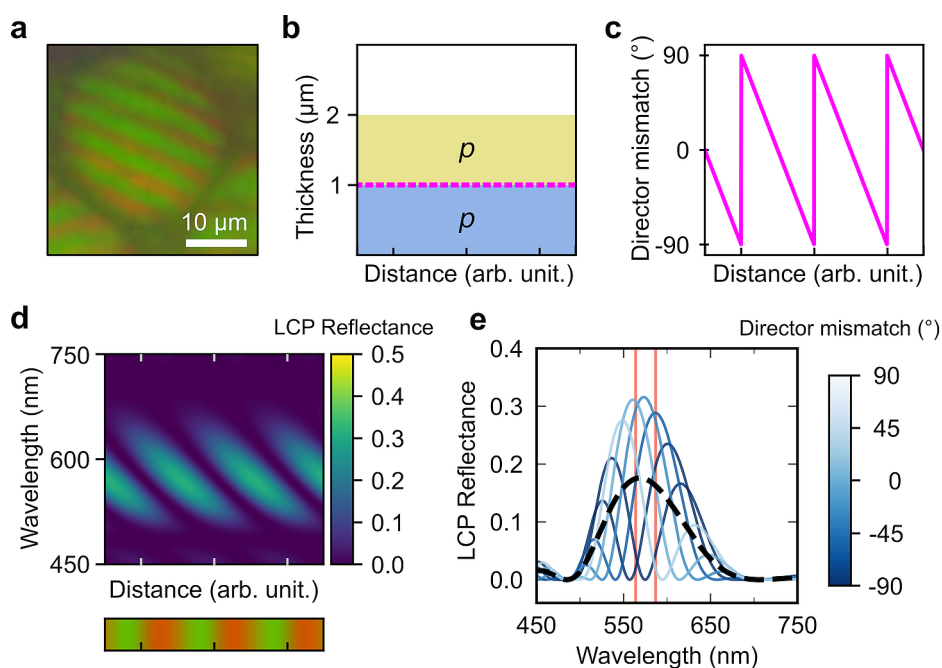 a
10 µm
b
Thickness (µm)
2
1
p
p
Distance (arb. unit.)
c
Director mismatch (°)
90
0
-90
Distance (arb. unit.)
d
LCP Reflectance
Wavelength (nm)
750
600
450
0.5
0.4
0.3
0.2
0.1
0.0
Distance (arb. unit.)
e
Director mismatch (°)
LCP Reflectance
0.4
0.3
0.2
0.1
0.0
450
550
650
750
Wavelength (nm)
90
45
0
-45
-90